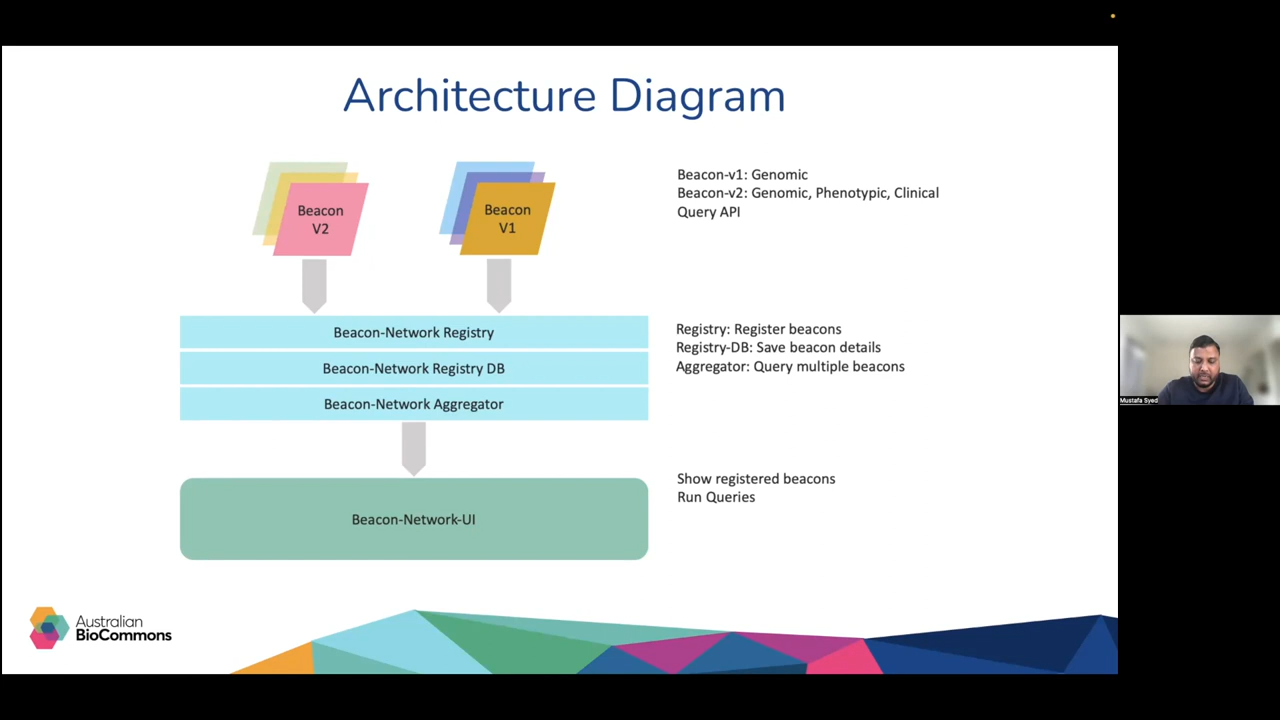 Architecture Diagram
Beacon
V2
Beacon
V1
Beacon-v1: Genomic
Beacon-v2: Genomic, Phenotypic, Clinical
Query API
Beacon-Network Registry
Beacon-Network Registry DB
Beacon-Network Aggregator
Registry: Register beacons
Registry-DB: Save beacon details
Aggregator: Query multiple beacons
Beacon-Network-UI
Show registered beacons
Run Queries
Australian
BioCommons
Mustafa Syed